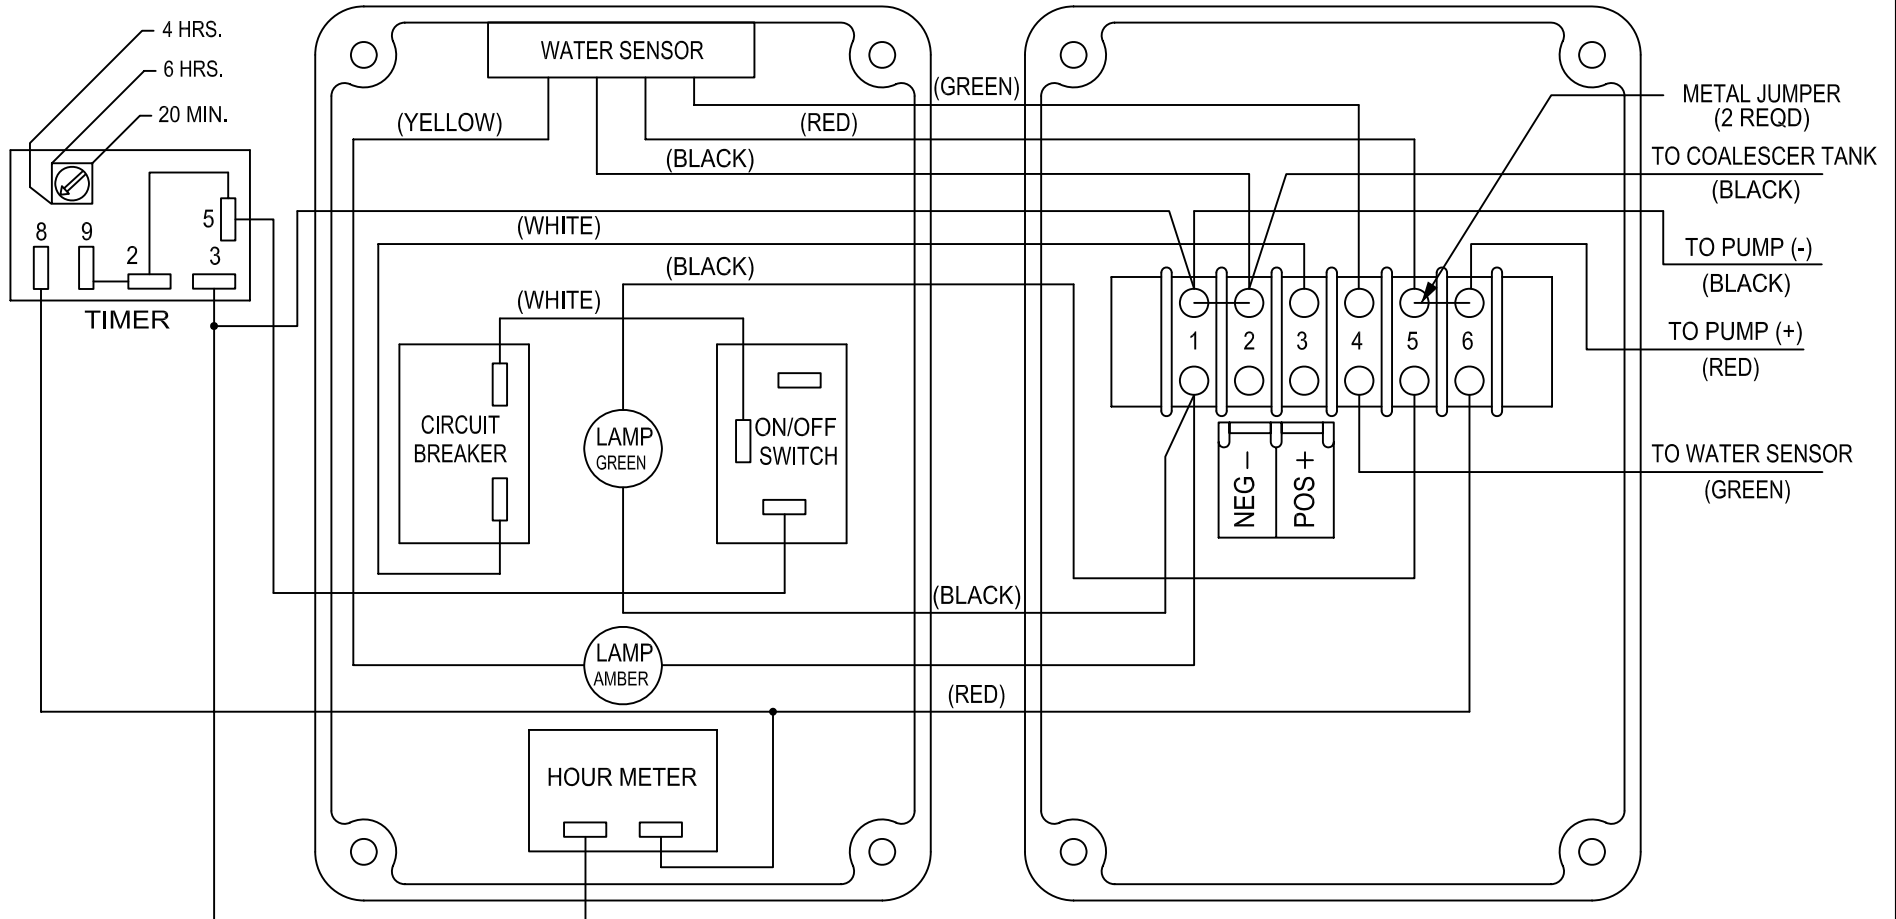 4 HRS.
6 HRS.
20 MIN.
8
9
2
5
3
TIMER
WATER SENSOR
(YELLOW)
(RED)
(BLACK)
(GREEN)
(WHITE)
(BLACK)
(WHITE)
CIRCUIT
BREAKER
LAMP
GREEN
ON/OFF
SWITCH
(BLACK)
LAMP
AMBER
(RED)
HOUR METER
1
2
3
4
5
6
NEG -
POS +
METAL JUMPER
(2 REQD)
TO COALESCER TANK
(BLACK)
TO PUMP (-)
(BLACK)
TO PUMP (+)
(RED)
TO WATER SENSOR
(GREEN)